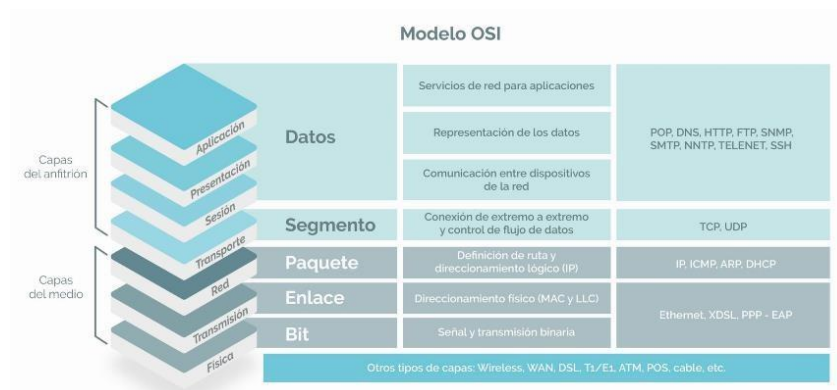 Modelo OSI
Capas
del anfitrión
Capas
del medio
Aplicación
Presentación
Sesión
Transporte
Red
Transmisión
Física
Datos
Servicios de red para aplicaciones
Representación de los datos
Comunicación entre dispositivos
de la red
POP, DNS, HTTP, FTP, SNMP,
SMTP, NNTP, TELENET, SSH
Segmento
Conexión de extremo a extremo
y control de flujo de datos
TCP, UDP
Paquete
Definición de ruta y
direccionamiento lógico (IP)
IP, ICMP, ARP, DHCP
Enlace
Direccionamiento físico (MAC y LLC)
Ethernet, XDSL, PPP - EAP
Bit
Señal y transmisión binaria
Otros tipos de capas: Wireless, WAN, DSL, T1/E1, ATM, POS, cable, etc.